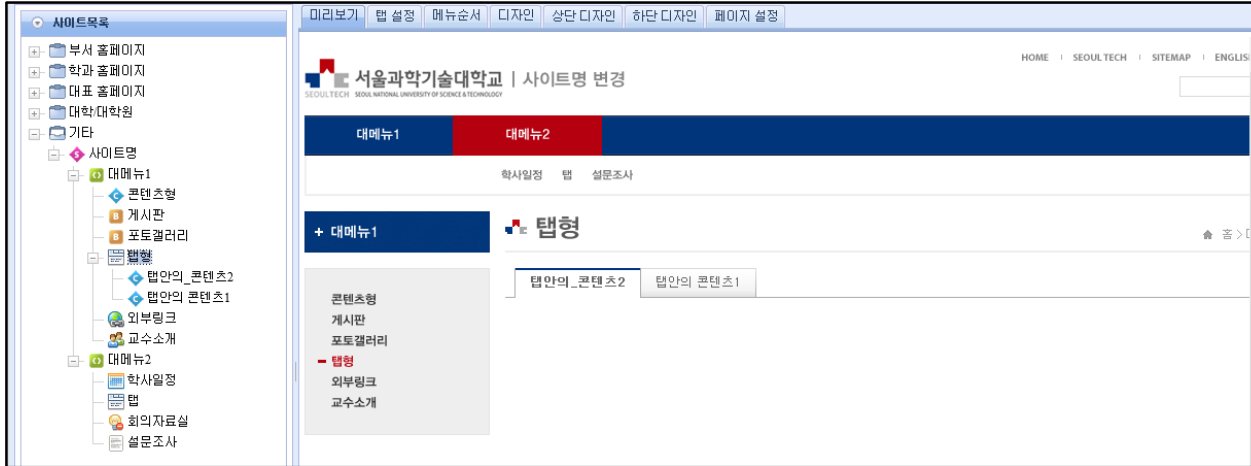 사이트목록
부서 홈페이지
학과 홈페이지
대표 홈페이지
대학/대학원
기타
사이트명
대메뉴1
콘텐츠형
게시판
포토갤러리
탭형
탭안의_콘텐츠2
탭안의 콘텐츠1
외부링크
교수소개
대메뉴2
학사일정
탭
회의자료실
설문조사
미리보기 탭 설정 메뉴순서 디자인 상단 디자인 하단 디자인 페이지 설정
HOME SEOULTECH SITEMAP ENGLIS
서울과학기술대학교 | 사이트명 변경
SEOULTECH SEOUL NATIONAL UNIVERSITY OF SCIENCE & TECHNOLOGY
대메뉴1 대메뉴2
학사일정 탭 설문조사
+ 대메뉴1
탭형
홈 >
탭안의_콘텐츠2 탭안의 콘텐츠1
콘텐츠형
게시판
포토갤러리
탭형
외부링크
교수소개